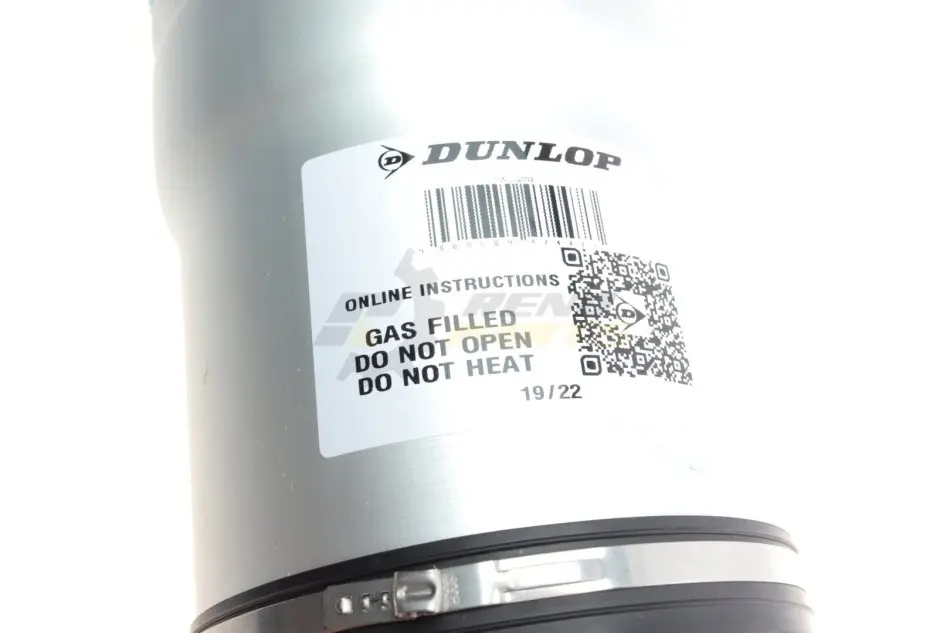 DUNLOP
ONLINE INSTRUCTIONS
GAS FILLED
DO NOT OPEN
DO NOT HEAT
19/22